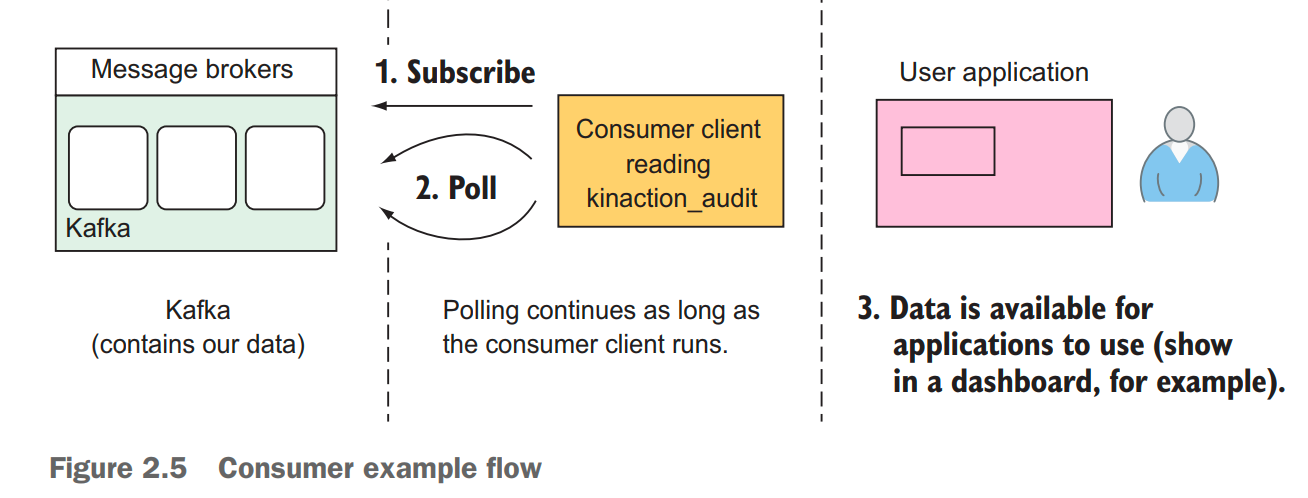 Message brokers
Kafka
Kafka
(contains our data)
1. Subscribe
2. Poll
Consumer client
reading
kinaction_audit
Polling continues as long as
the consumer client runs.
User application
3. Data is available for
applications to use (show
in a dashboard, for example).
Figure 2.5 Consumer example flow